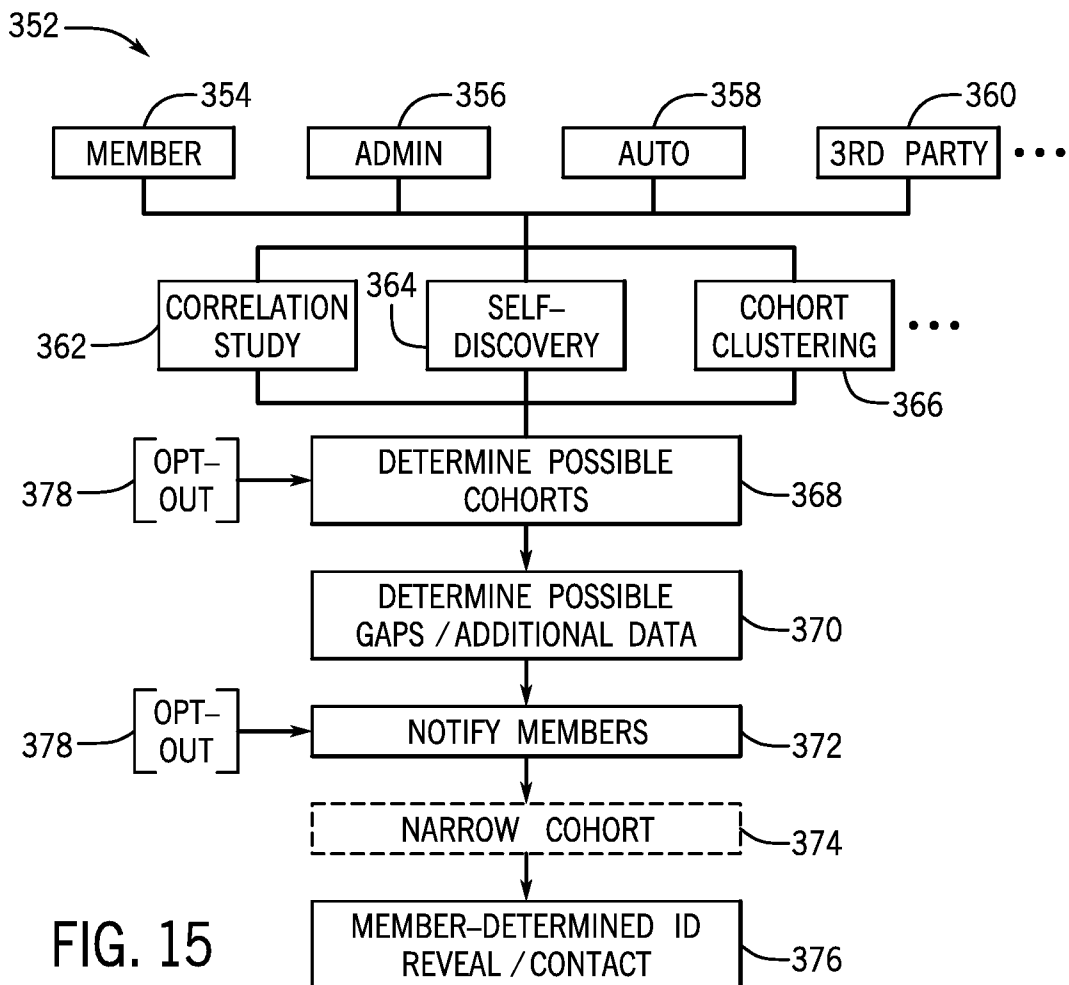 352
354 356 358 360
MEMBER ADMIN AUTO 3RD PARTY •••
362 CORRELATION STUDY
364 SELF–DISCOVERY
COHORT CLUSTERING •••
366
378 OPT–OUT
DETERMINE POSSIBLE
COHORTS
368
DETERMINE POSSIBLE
GAPS / ADDITIONAL DATA
370
378 OPT–OUT
NOTIFY MEMBERS
372
NARROW COHORT
374
MEMBER–DETERMINED ID
REVEAL / CONTACT
376
FIG. 15